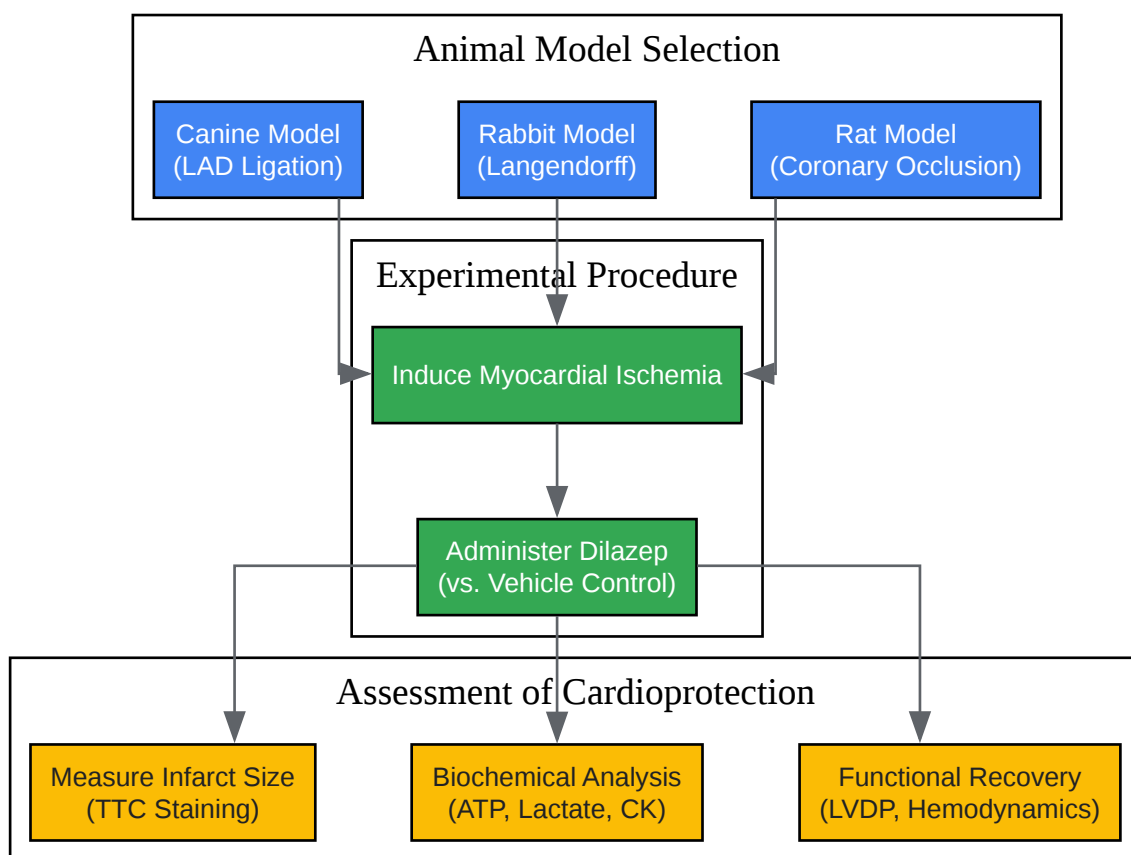 Animal Model Selection
Canine Model
(LAD Ligation)
Rabbit Model
(Langendorff)
Rat Model
(Coronary Occlusion)
Experimental Procedure
Induce Myocardial Ischemia
Administer Dilazep
(vs. Vehicle Control)
Assessment of Cardioprotection
Measure Infarct Size
(TTC Staining)
Biochemical Analysis
(ATP, Lactate, CK)
Functional Recovery
(LVDP, Hemodynamics)